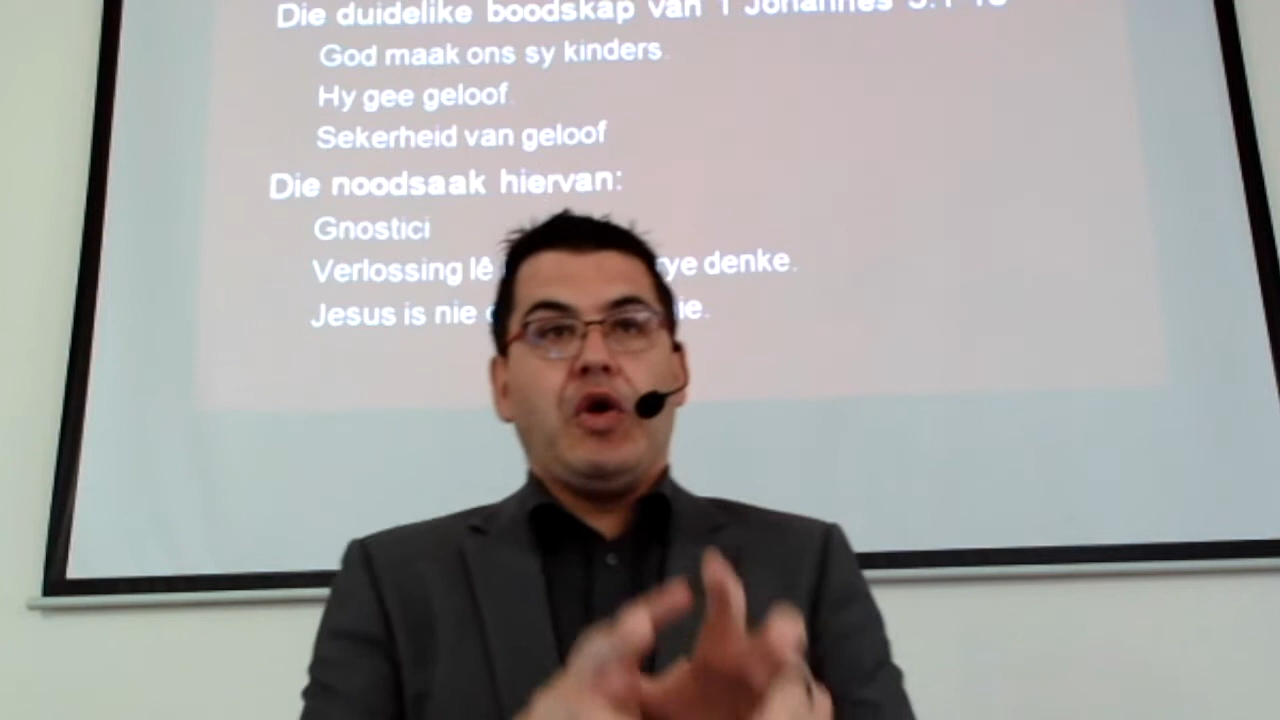 Die duidelike boodskap van 1 Johannes
God maak ons sy kinders.
Hy gee geloof.
Sekerheid van geloof
Die noodsaak hiervan:
Gnostici
Verlossing lê denke.
Jesus is nie